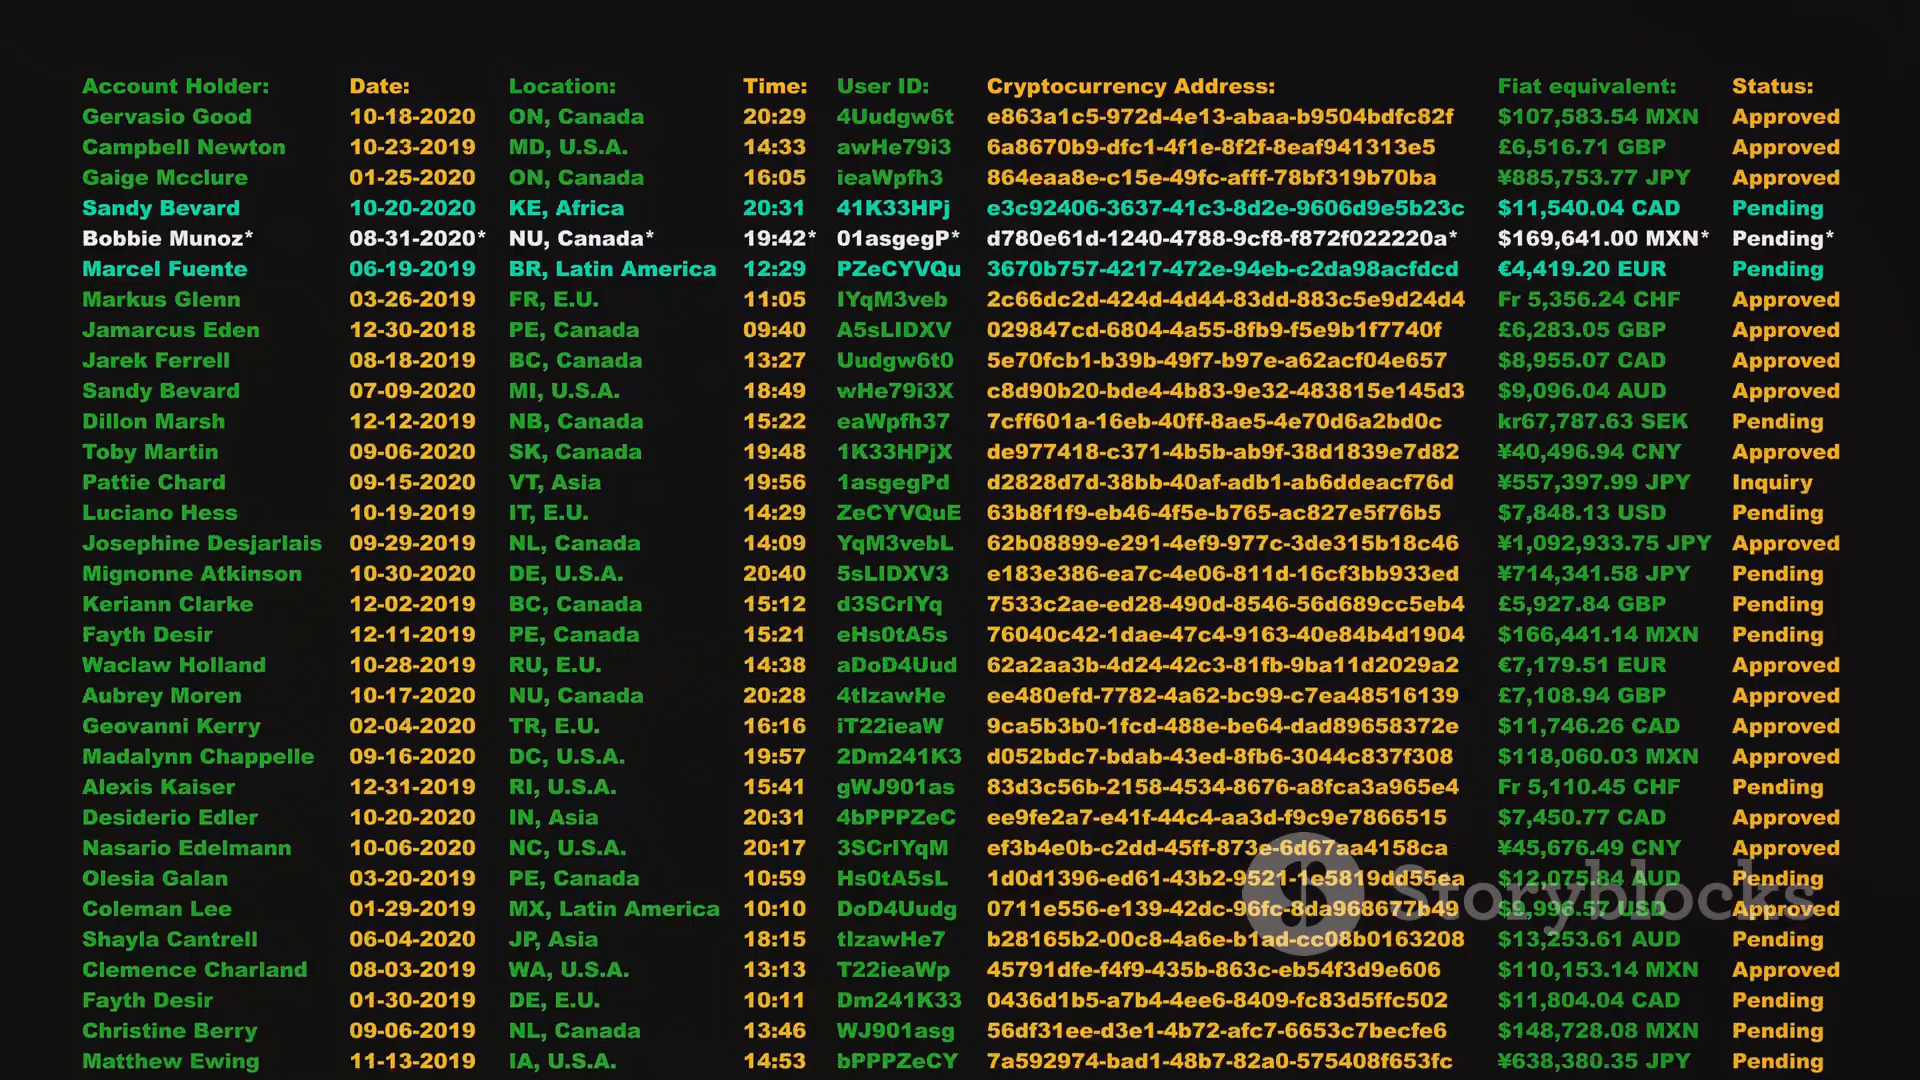 Account Holder: Date: Location: Time: User ID: Cryptocurrency Address: Fiat equivalent: Status:
Gervasio Good 10-18-2020 ON, Canada 20:29 4Uudgw6t e863a1c5-972d-4e13-abaa-b9504bdfc82f $107,583.54 MXN Approved
Campbell Newton 10-23-2019 MD, U.S.A. 14:33 awHe79i3 6a8670b9-dfc1-4f1e-8f2f-8eaf941313e5 £6,516.71 GBP Approved
Gaige Mcclure 01-25-2020 ON, Canada 16:05 ieaWpfh3 864eaa8e-c15e-49fc-afff-78bf319b70ba ¥885,753.77 JPY Approved
Sandy Bevard 10-20-2020 KE, Africa 20:31 41K33HPj e3c92406-3637-41c3-8d2e-9606d9e5b23c $11,540.04 CAD Pending
Bobbie Munoz* 08-31-2020* NU, Canada* 19:42* 01asgegP* d780e61d-1240-4788-9cf8-f872f022220a* $169,641.00 MXN* Pending*
Marcel Fuente 06-19-2019 BR, Latin America 12:29 PZeCYVQu 3670b757-4217-472e-94eb-c2da98acfdcd €4,419.20 EUR Pending
Markus Glenn 03-26-2019 FR, E.U. 11:05 IYqM3veb 2c66dc2d-424d-4d44-83dd-883c5e9d24d4 Fr 5,356.24 CHF Approved
Jamarcus Eden 12-30-2018 PE, Canada 09:40 A5sLIDXV 029847cd-6804-4a55-8fb9-f5e9b1f7740f £6,283.05 GBP Approved
Jarek Ferrell 08-18-2019 BC, Canada 13:27 Uudgw6t0 5e70fcb1-b39b-49f7-b97e-a62acf04e657 $8,955.07 CAD Approved
Sandy Bevard 07-09-2020 MI, U.S.A. 18:49 wHe79i3X c8d90b20-bde4-4b83-9e32-483815e145d3 $9,096.04 AUD Approved
Dillon Marsh 12-12-2019 NB, Canada 15:22 eaWpfh37 7cff601a-16eb-40ff-8ae5-4e70d6a2bd0c kr67,787.63 SEK Pending
Toby Martin 09-06-2020 SK, Canada 19:48 1K33HPjX de977418-c371-4b5b-ab9f-38d1839e7d82 ¥40,496.94 CNY Approved
Pattie Chard 09-15-2020 VT, Asia 19:56 1asgegPd d2828d7d-38bb-40af-adb1-ab6ddeacf76d ¥557,397.99 JPY Inquiry
Luciano Hess 10-19-2019 IT, E.U. 14:29 ZeCYVQuE 63b8f1f9-eb46-4f5e-b765-ac827e5f76b5 $7,848.13 USD Pending
Josephine Desjarlais 09-29-2019 NL, Canada 14:09 YqM3vebL 62b08899-e291-4ef9-977c-3de315b18c46 ¥1,092,933.75 JPY Approved
Mignonne Atkinson 10-30-2020 DE, U.S.A. 20:40 5sLIDXV3 e183e386-ea7c-4e06-811d-16cf3bb933ed ¥714,341.58 JPY Pending
Keriann Clarke 12-02-2019 BC, Canada 15:12 d3SCrIYq 7533c2ae-ed28-490d-8546-56d689cc5eb4 £5,927.84 GBP Pending
Fayth Desir 12-11-2019 PE, Canada 15:21 eHs0tA5s 76040c42-1dae-47c4-9163-40e84b4d1904 $166,441.14 MXN Pending
Waclaw Holland 10-28-2019 RU, E.U. 14:38 aDoD4Uud 62a2aa3b-4d24-42c3-81fb-9ba11d2029a2 €7,179.51 EUR Approved
Aubrey Moren 10-17-2020 NU, Canada 20:28 4tIzawHe ee480efd-7782-4a62-bc99-c7ea48516139 £7,108.94 GBP Approved
Geovanni Kerry 02-04-2020 TR, E.U. 16:16 iT22ieaW 9ca5b3b0-1fcd-488e-be64-dad89658372e $11,746.26 CAD Approved
Madalynn Chappelle 09-16-2020 DC, U.S.A. 19:57 2Dm241K3 d052bdc7-bdab-43ed-8fb6-3044c837f308 $118,060.03 MXN Approved
Alexis Kaiser 12-31-2019 RI, U.S.A. 15:41 gWJ901as 83d3c56b-2158-4534-8676-a8fca3a965e4 Fr 5,110.45 CHF Pending
Desiderio Edler 10-20-2020 IN, Asia 20:31 4bPPPZeC ee9fe2a7-e41f-44c4-aa3d-f9c9e7866515 $7,450.77 CAD Approved
Nasario Edelmann 10-06-2020 NC, U.S.A. 20:17 3SCrIYqM ef3b4e0b-c2dd-45ff-873e-6d67aa4158ca ¥45,676.49 CNY Approved
Olesia Galan 03-20-2019 PE, Canada 10:59 Hs0tA5sL 1d0d1396-ed61-43b2-9521-1e5819dd55ea $12,075.84 AUD Pending
Coleman Lee 01-29-2019 MX, Latin America 10:10 DoD4Uudg 0711e556-e139-42dc-96fc-8da968677b49 $9,996.57 USD Approved
Storyblocks
Shayla Cantrell 06-04-2020 JP, Asia 18:15 tIzawHe7 b28165b2-00c8-4a6e-b1ad-cc08b0163208 $13,253.61 AUD Pending
Clemence Charland 08-03-2019 WA, U.S.A. 13:13 T22ieaWp 45791dfe-f4f9-435b-863c-eb54f3d9e606 $110,153.14 MXN Approved
Fayth Desir 01-30-2019 DE, E.U. 10:11 Dm241K33 0436d1b5-a7b4-4ee6-8409-fc83d5ffc502 $11,804.04 CAD Pending
Christine Berry 09-06-2019 NL, Canada 13:46 WJ901asg 56df31ee-d3e1-4b72-afc7-6653c7becfe6 $148,728.08 MXN Pending
Matthew Ewing 11-13-2019 IA, U.S.A. 14:53 bPPPZeCY 7a592974-bad1-48b7-82a0-575408f653fc ¥638,380.35 JPY Pending